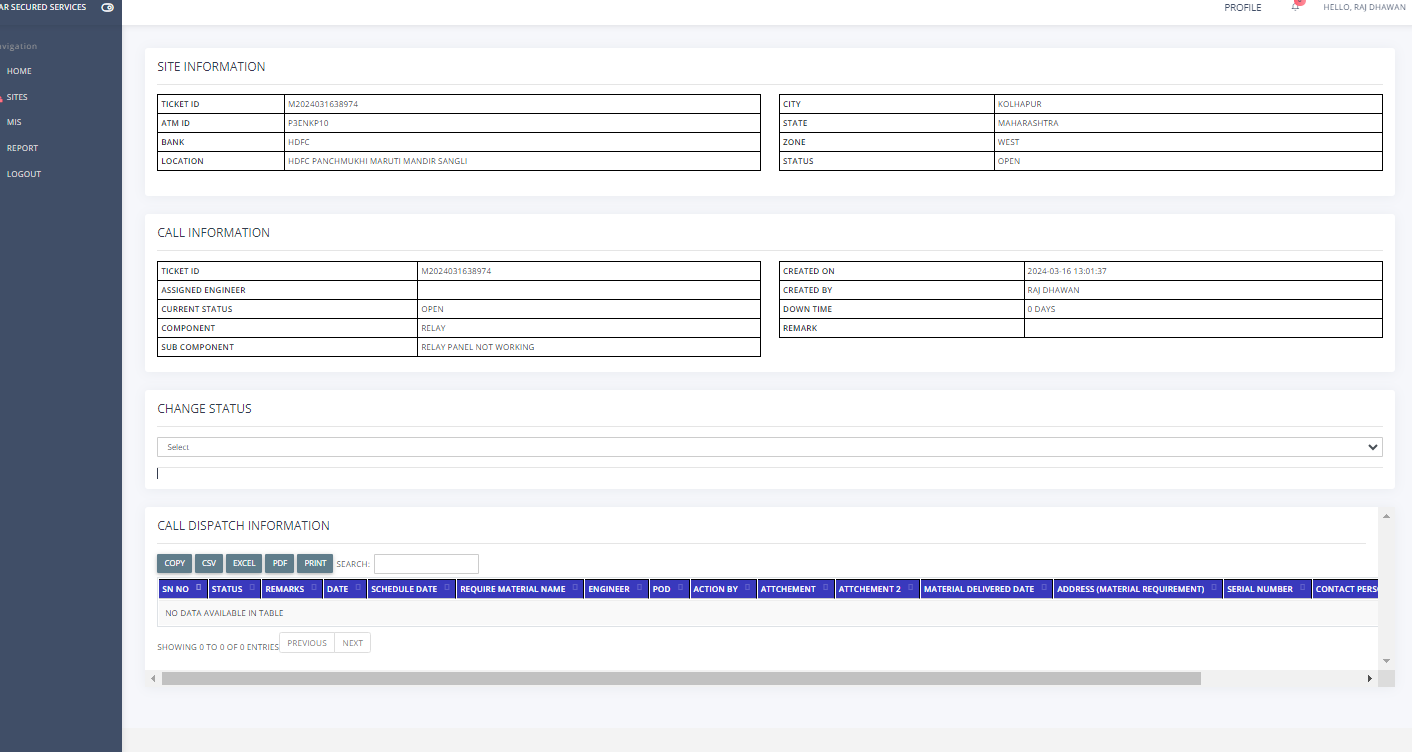 AR SECURED SERVICES
PROFILE
HELLO, RAJ DHAWAN
avigation
HOME
SITES
MIS
REPORT
LOGOUT
SITE INFORMATION
TICKET ID M2024031638974
ATM ID P3ENKP10
BANK HDFC
LOCATION HDFC PANCHMUKHI MARUTI MANDIR SANGLI
CITY KOLHAPUR
STATE MAHARASHTRA
ZONE WEST
STATUS OPEN
CALL INFORMATION
TICKET ID M2024031638974
ASSIGNED ENGINEER
CURRENT STATUS OPEN
COMPONENT RELAY
SUB COMPONENT RELAY PANEL NOT WORKING
CREATED ON 2024-03-16 13:01:37
CREATED BY RAJ DHAWAN
DOWN TIME 0 DAYS
REMARK
CHANGE STATUS
Select
CALL DISPATCH INFORMATION
COPY CSV EXCEL PDF PRINT SEARCH:
SN NO STATUS REMARKS DATE SCHEDULE DATE REQUIRE MATERIAL NAME ENGINEER POD ACTION BY ATTCHEMENT ATTCHEMENT 2 MATERIAL DELIVERED DATE ADDRESS (MATERIAL REQUIREMENT) SERIAL NUMBER CONTACT PERS
NO DATA AVAILABLE IN TABLE
SHOWING 0 TO 0 OF 0 ENTRIES PREVIOUS NEXT